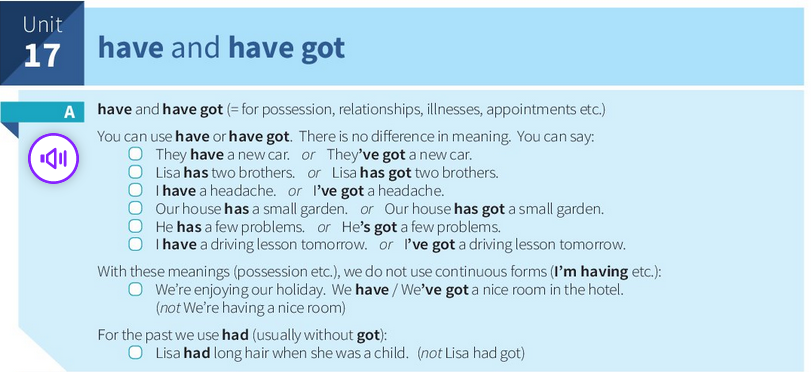 Unit
17
have and have got
A
have and have got (= for possession, relationships, illnesses, appointments etc.)
You can use have or have got. There is no difference in meaning. You can say:
They have a new car. or They've got a new car.
Lisa has two brothers. or Lisa has got two brothers.
I have a headache. or I've got a headache.
Our house has a small garden. or Our house has got a small garden.
He has a few problems. or He's got a few problems.
I have a driving lesson tomorrow. or I've got a driving lesson tomorrow.
With these meanings (possession etc.), we do not use continuous forms (I'm having etc.):
We're enjoying our holiday. We have / We've got a nice room in the hotel.
(not We're having a nice room)
For the past we use had (usually without got):
Lisa had long hair when she was a child. (not Lisa had got)